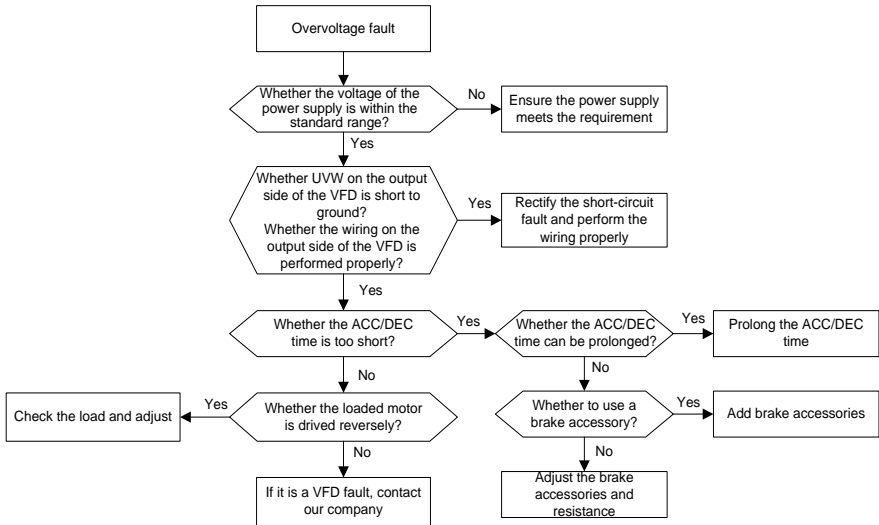 Overvoltage fault
Whether the voltage of the
power supply is within the
standard range?
No
Ensure the power supply
meets the requirement
Yes
Whether UVW on the output
side of the VFD is short to
ground?
Whether the wiring on the
output side of the VFD is
performed properly?
Yes
Rectify the short-circuit
fault and perform the
wiring properly
Yes
Whether the ACC/DEC
time is too short?
Yes
Whether the ACC/DEC
time can be prolonged?
Yes
Prolong the ACC/DEC
time
No
No
Check the load and adjust
Yes
Whether the loaded motor
is drived reversely?
Whether to use a
brake accessory?
Yes
Add brake accessories
No
No
If it is a VFD fault, contact
our company
Adjust the brake
accessories and
resistance